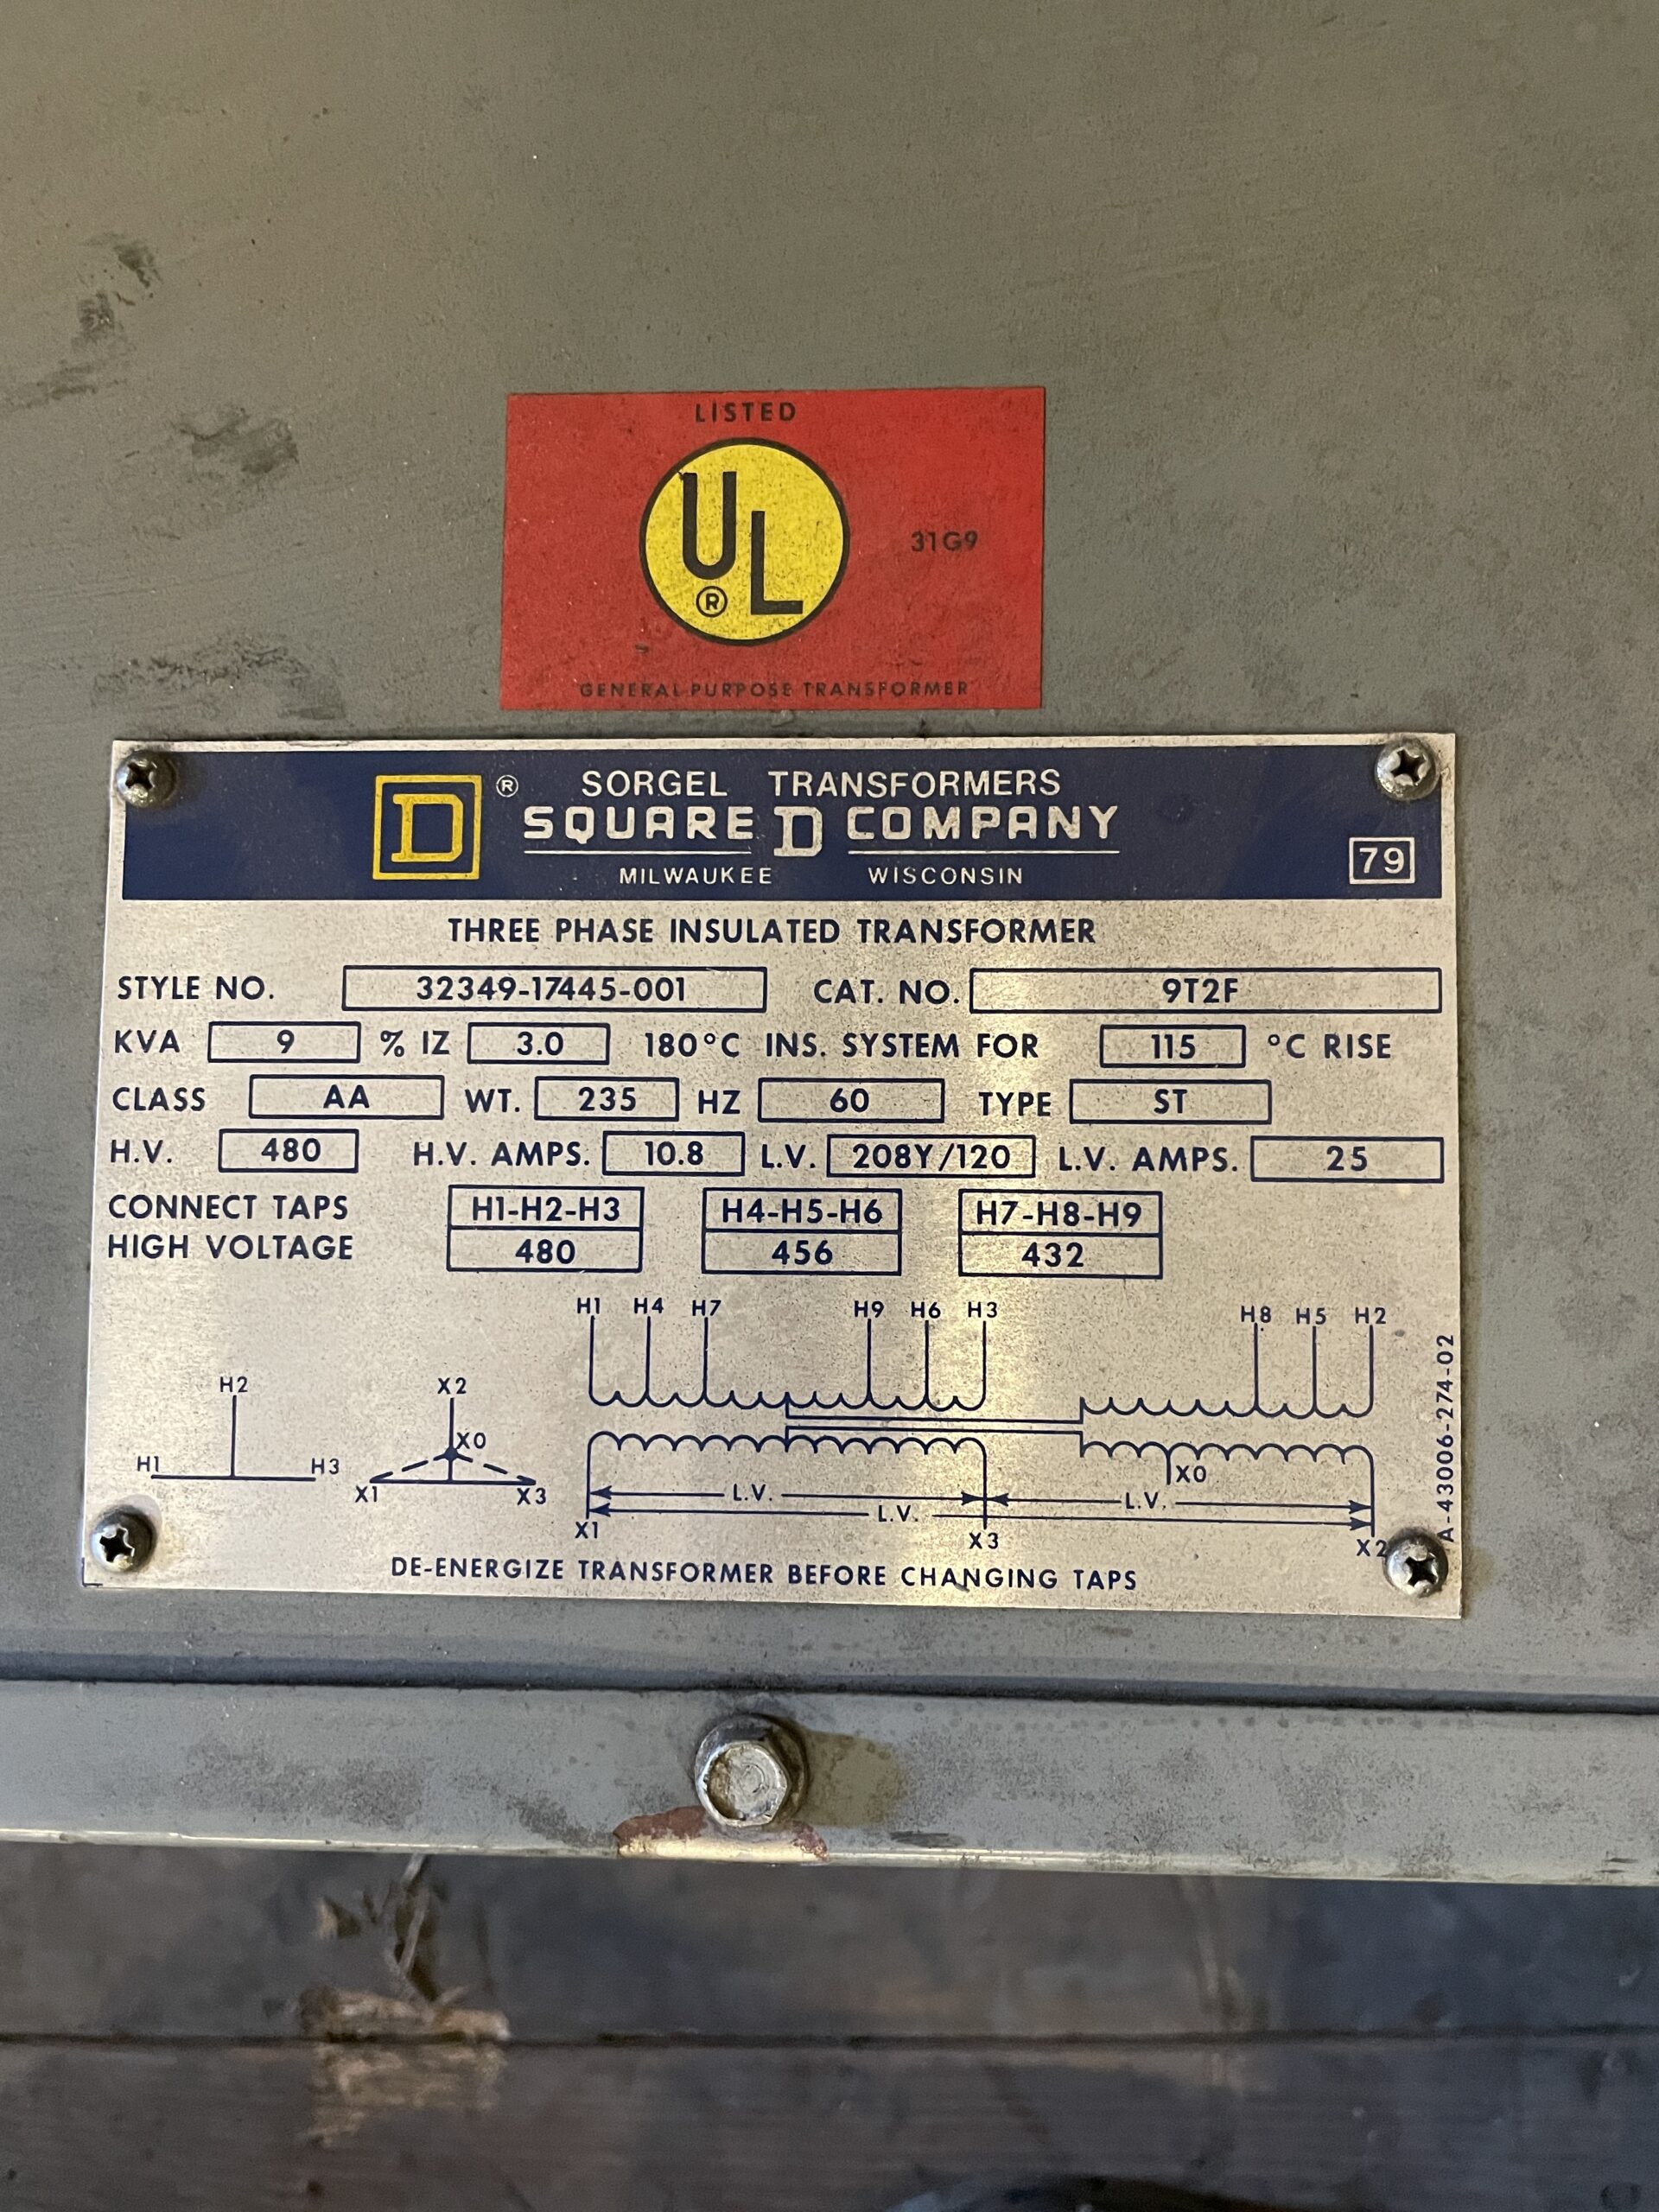 LISTED
UL
®
31G9
GENERAL PURPOSE TRANSFORMER
D ® SORGEL TRANSFORMERS
SQUARE D COMPANY
MILWAUKEE WISCONSIN
79
THREE PHASE INSULATED TRANSFORMER
STYLE NO. 32349-17445-001 CAT. NO. 9T2F
KVA 9 % IZ 3.0 180°C INS. SYSTEM FOR 115 °C RISE
CLASS AA WT. 235 HZ 60 TYPE ST
H.V. 480 H.V. AMPS. 10.8 L.V. 208Y/120 L.V. AMPS. 25
CONNECT TAPS H1-H2-H3 H4-H5-H6 H7-H8-H9
HIGH VOLTAGE 480 456 432
H1 H4 H7 H9 H6 H3 H8 H5 H2
H2 X2
X0
H1 H3
X1 X3
X0
L.V. L.V.
L.V.
X1 X3 X2
A-43006-274-02
DE-ENERGIZE TRANSFORMER BEFORE CHANGING TAPS